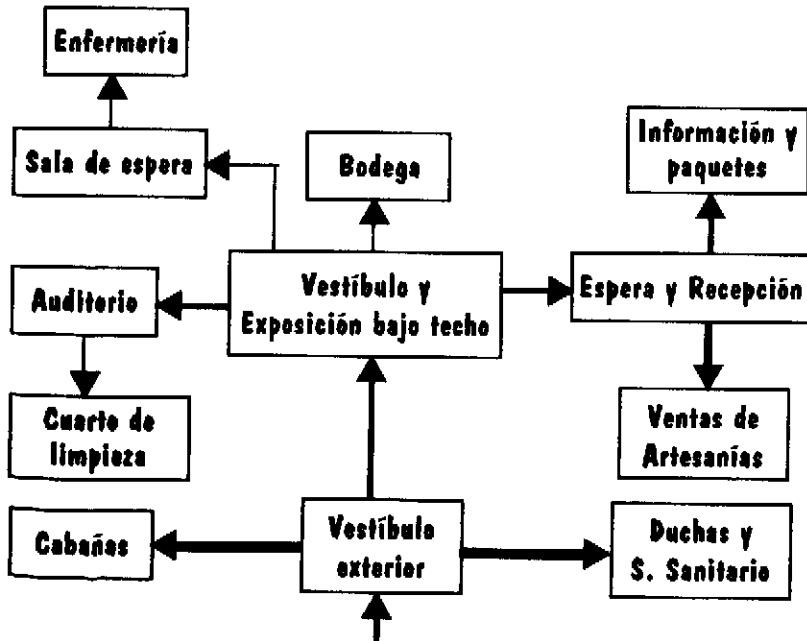 Enfermería
Sala de espera
Bodega
Información y
paquetes
Auditorio
Vestíbulo y
Exposición bajo techo
Espera y Recepción
Cuarto de
limpieza
Ventas de
Artesanías
Cabañas
Vestíbulo
exterior
Duchas y
S. Sanitario